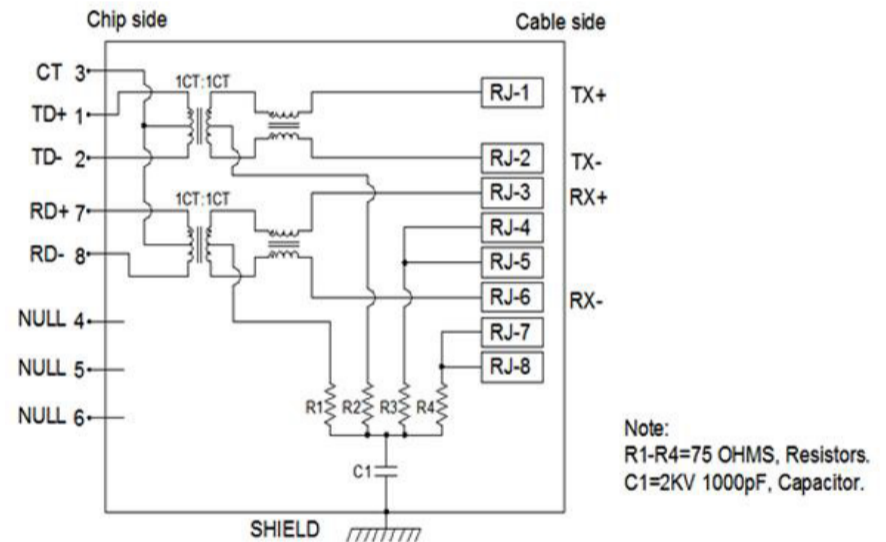 Chip side
Cable side
CT 3
1CT:1CT
RJ-1 TX+
TD+ 1
TD- 2
RJ-2 TX-
1CT:1CT
RJ-3 RX+
RD+ 7
RJ-4
RD- 8
RJ-5
RJ-6 RX-
NULL 4
RJ-7
RJ-8
NULL 5
NULL 6
R1 R2 R3 R4
Note:
R1-R4=75 OHMS, Resistors.
C1=2KV 1000pF, Capacitor.
C1
SHIELD